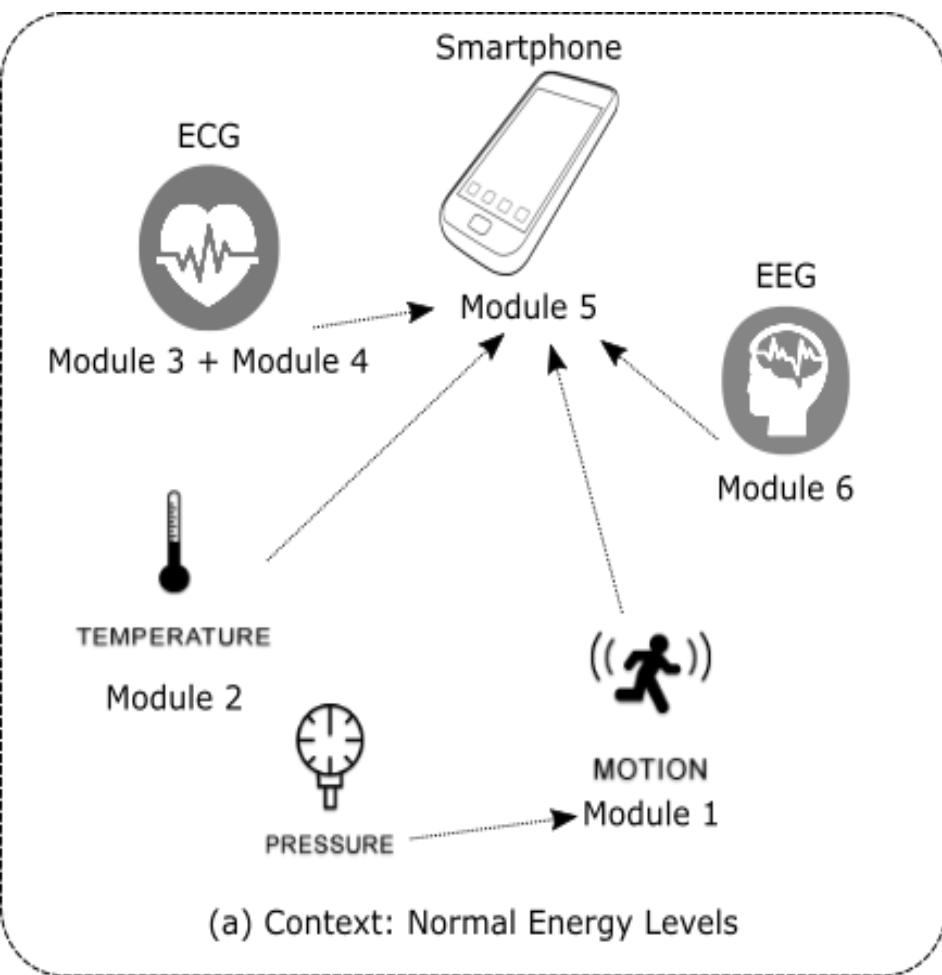 Smartphone
ECG
Module 5
EEG
Module 3 + Module 4
Module 6
TEMPERATURE
Module 2
MOTION
Module 1
PRESSURE
(a) Context: Normal Energy Levels